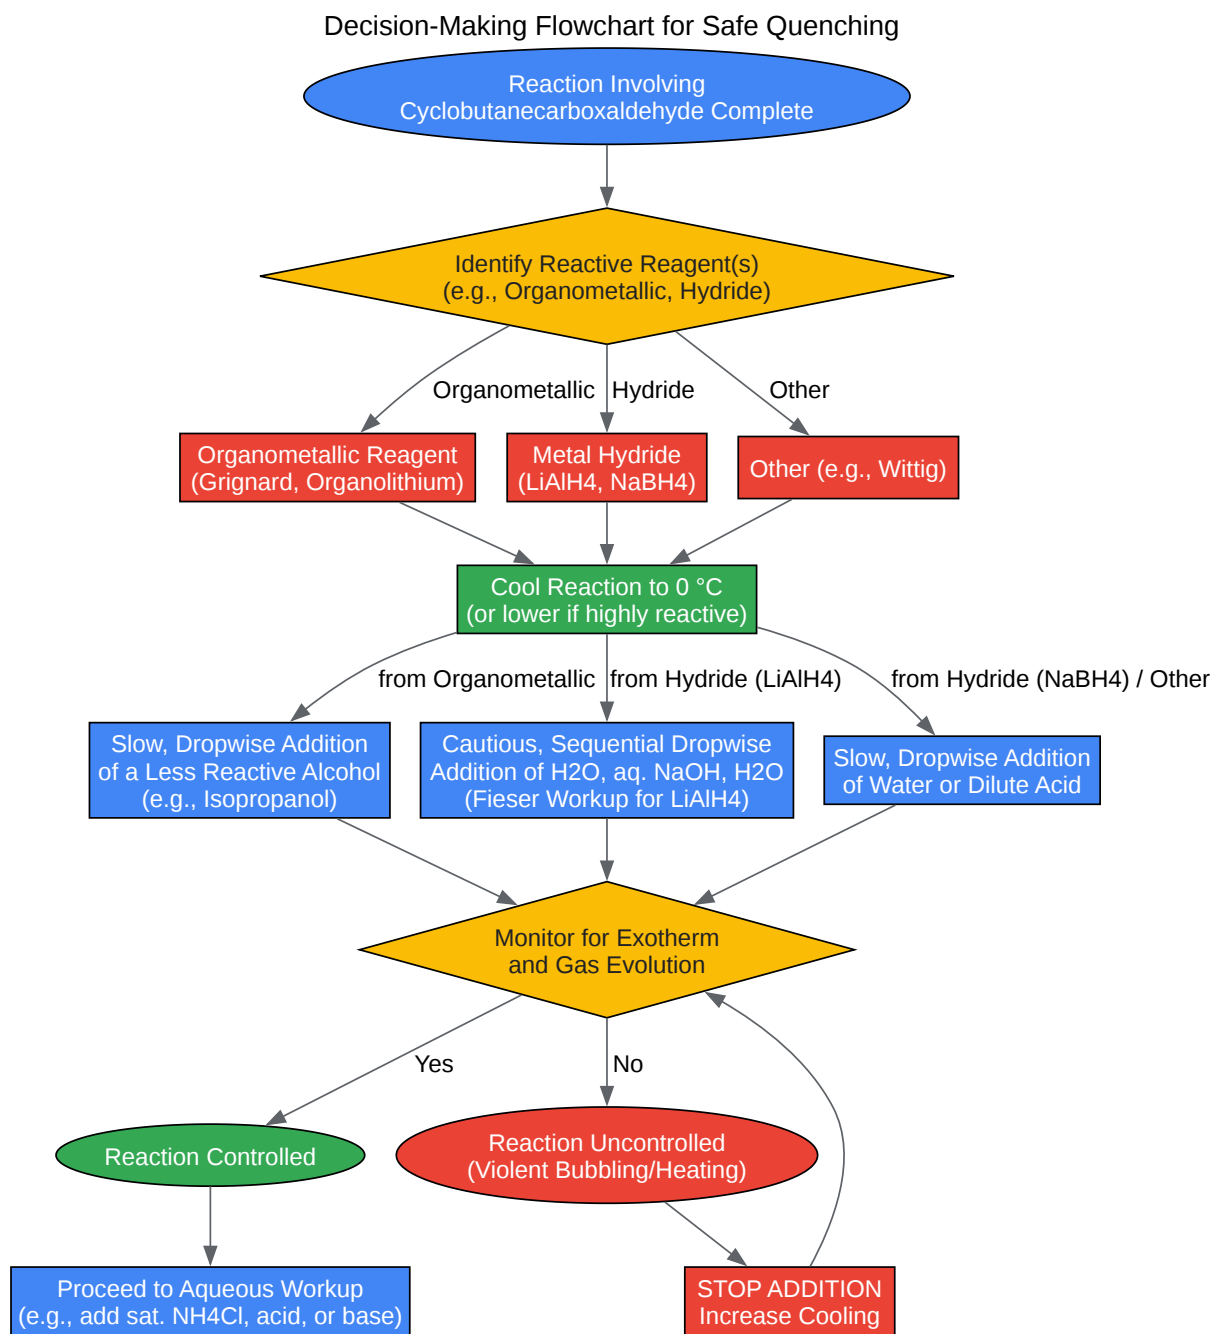 Decision-Making Flowchart for Safe Quenching
Reaction Involving
Cyclobutanecarboxaldehyde Complete
Identify Reactive Reagent(s)
(e.g., Organometallic, Hydride)
Organometallic
Hydride
Other
Organometallic Reagent
(Grignard, Organolithium)
Metal Hydride
(LiAlH4, NaBH4)
Other (e.g., Wittig)
Cool Reaction to 0 °C
(or lower if highly reactive)
from Organometallic
from Hydride (LiAlH4)
from Hydride (NaBH4) / Other
Slow, Dropwise Addition
of a Less Reactive Alcohol
(e.g., Isopropanol)
Cautious, Sequential Dropwise
Addition of H2O, aq. NaOH, H2O
(Fieser Workup for LiAlH4)
Slow, Dropwise Addition
of Water or Dilute Acid
Monitor for Exotherm
and Gas Evolution
Yes
No
Reaction Controlled
Reaction Uncontrolled
(Violent Bubbling/Heating)
Proceed to Aqueous Workup
(e.g., add sat. NH4Cl, acid, or base)
STOP ADDITION
Increase Cooling